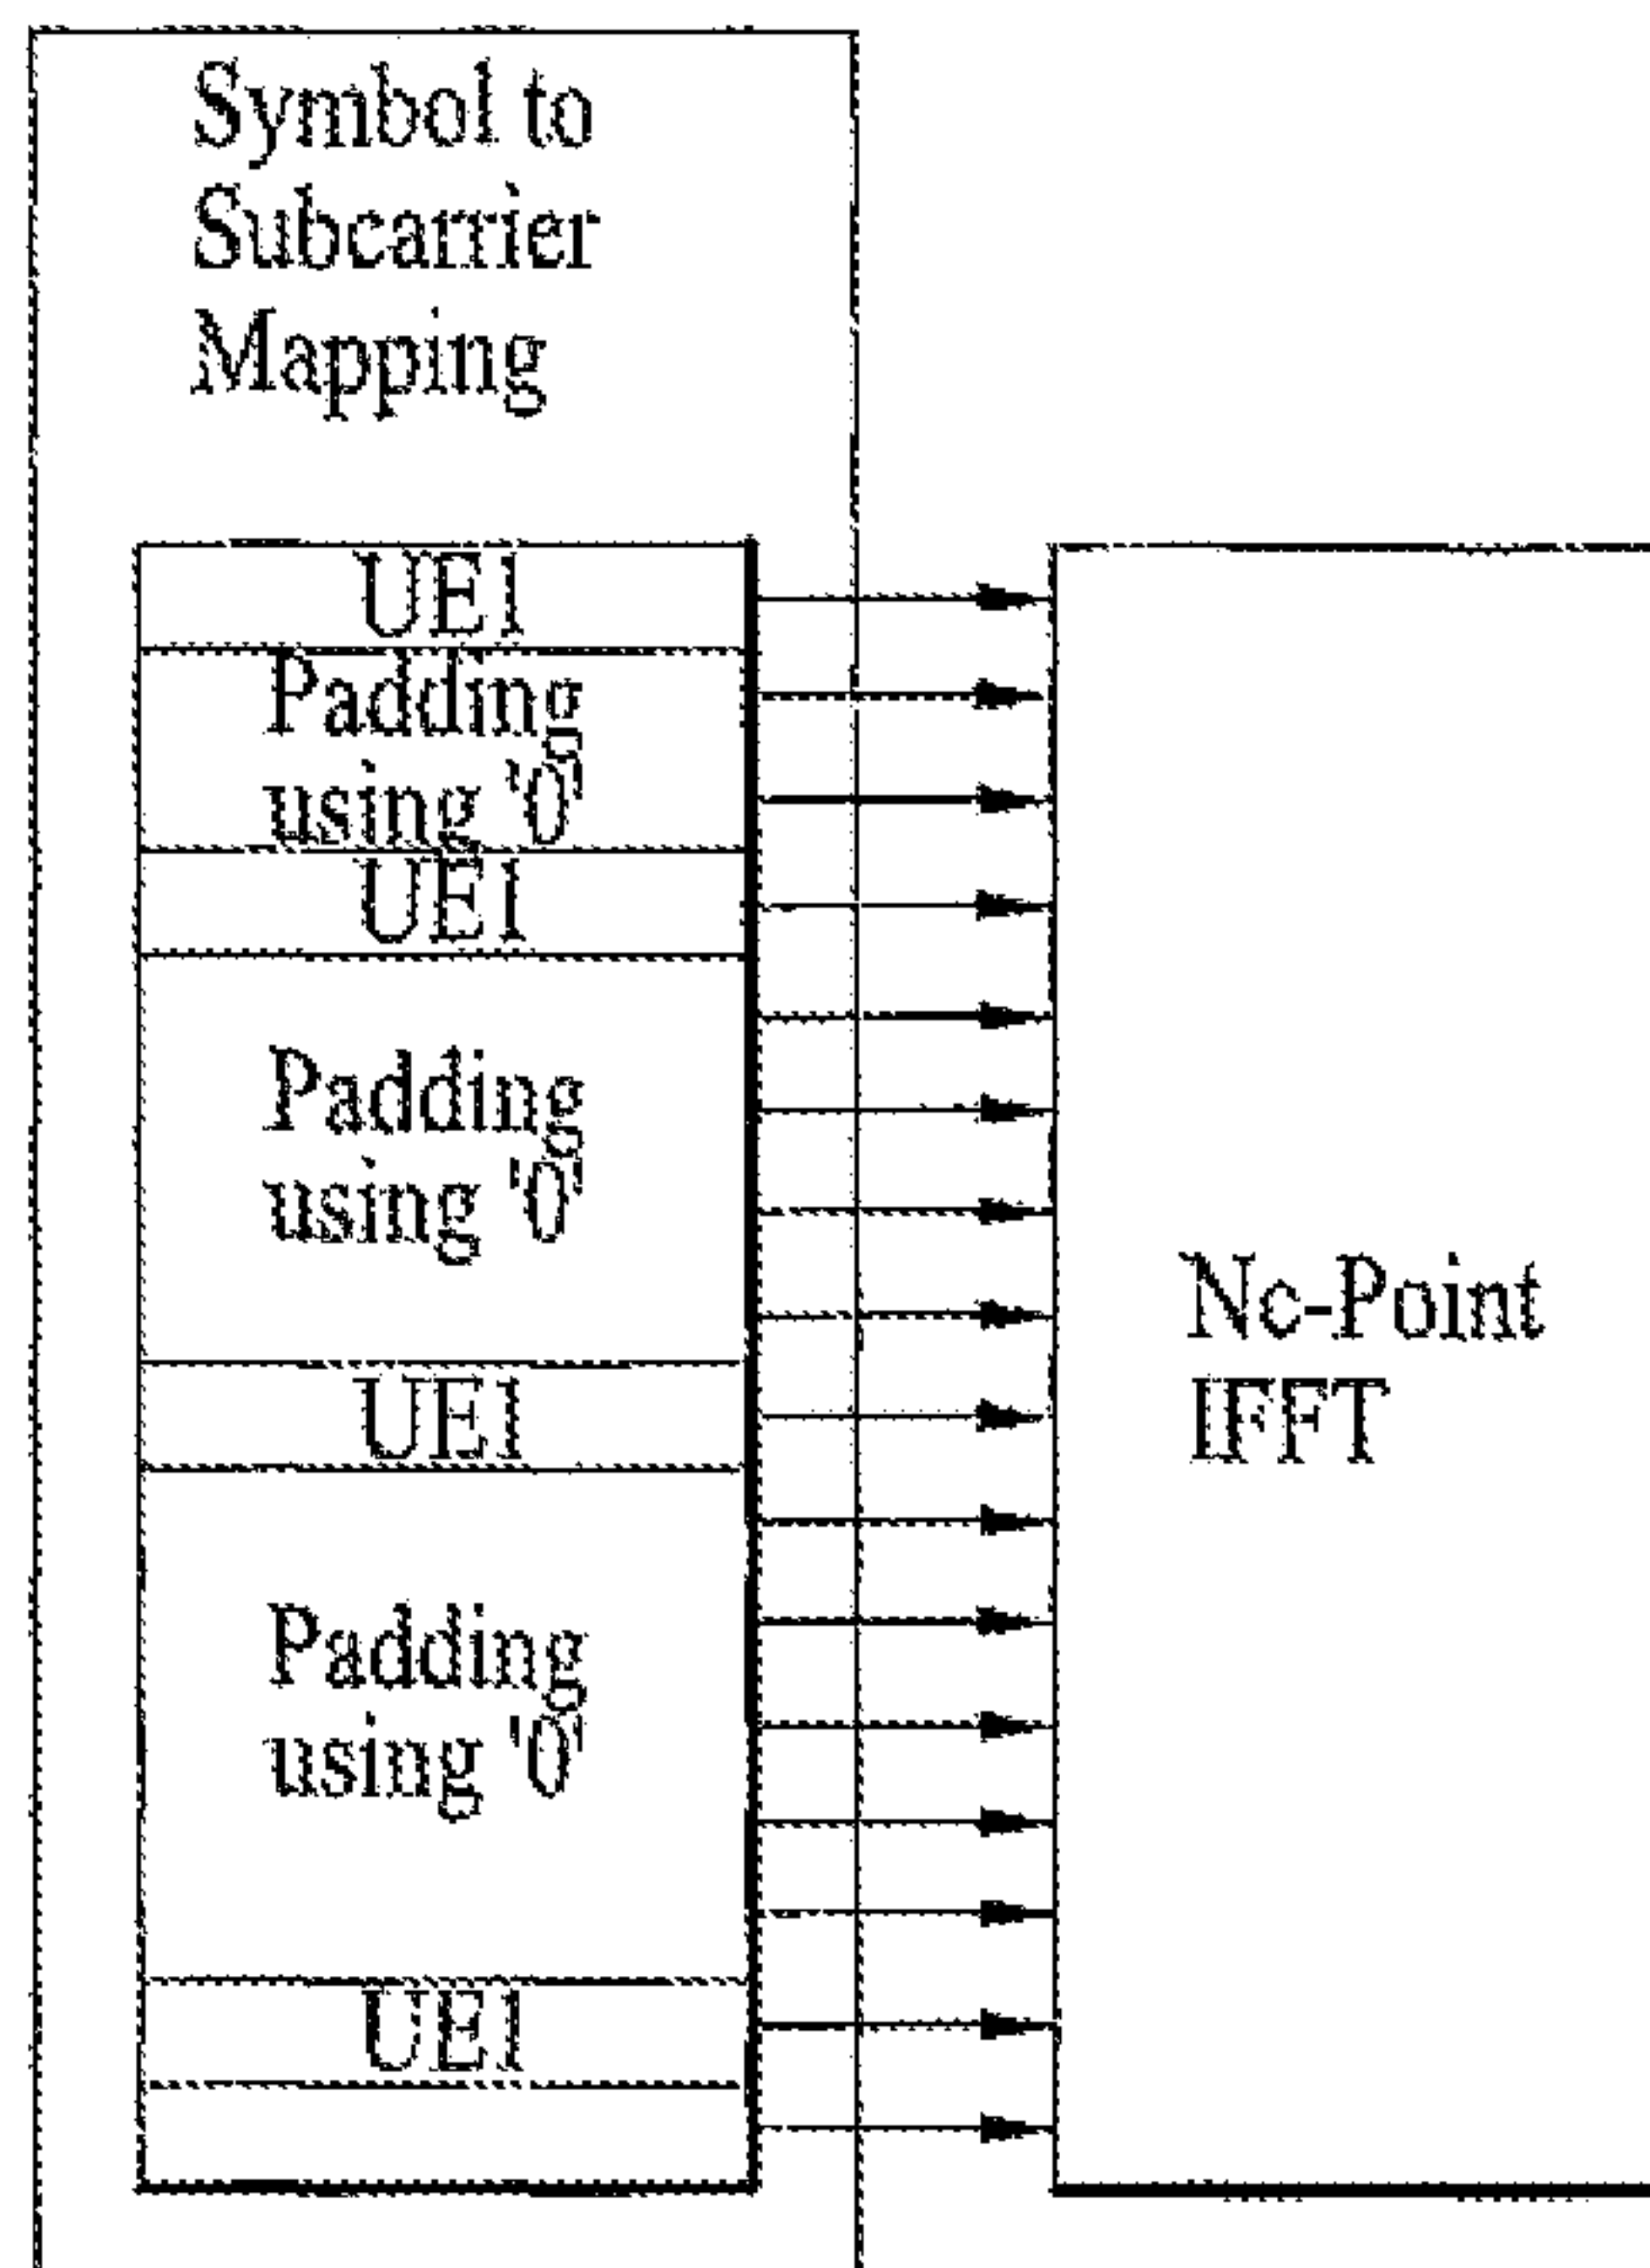 Symbol to
Subcarrier
Mapping
UE1
Padding
using '0'
UE1
Padding
using '0'
UE1
Padding
using '0'
UE1
Nc-Point
IFFT